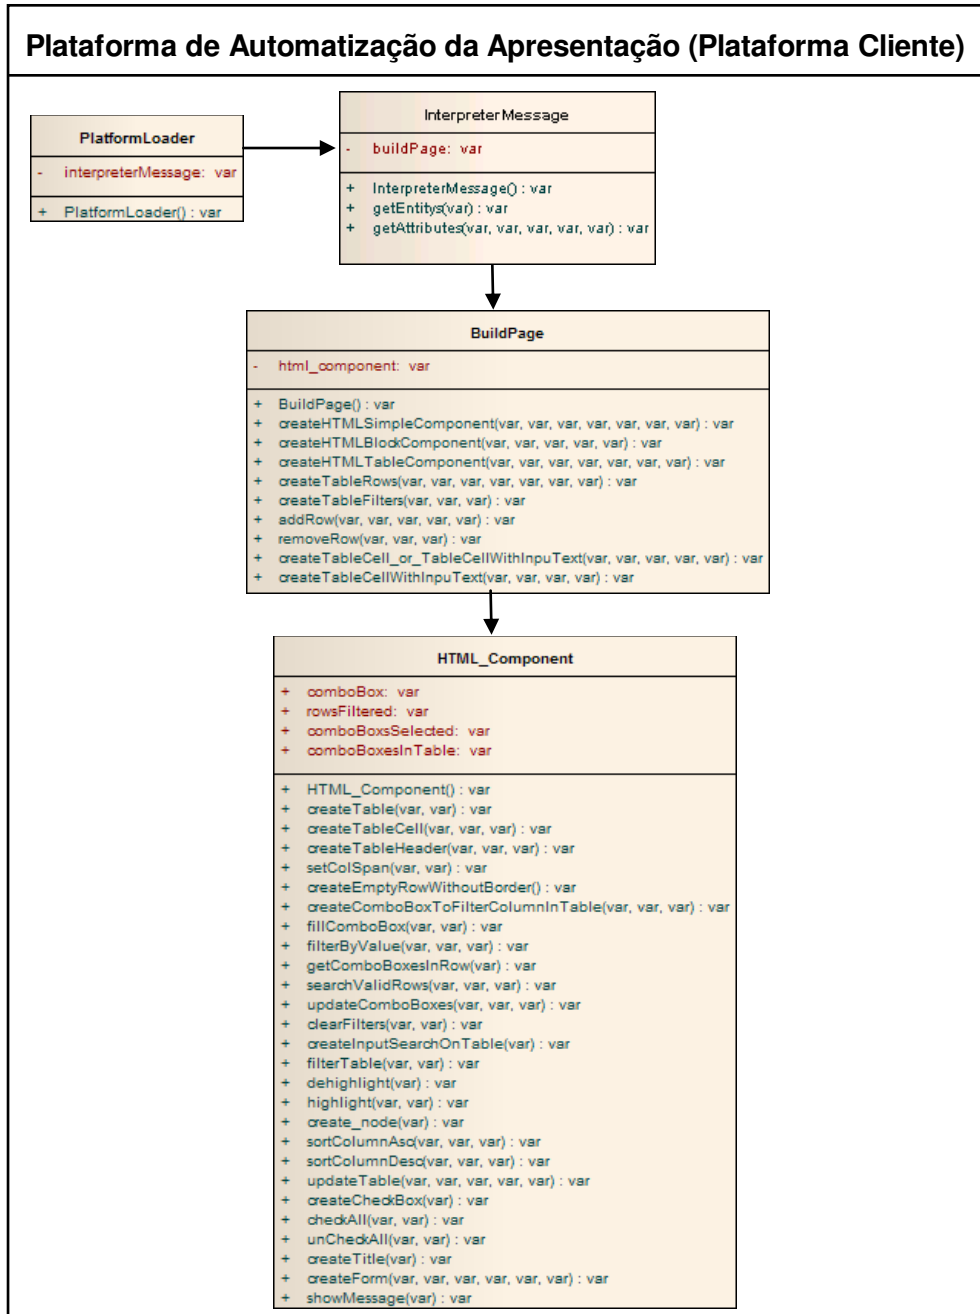 Plataforma de Automatização da Apresentação (Plataforma Cliente)
PlatformLoader
- interpreterMessage: var
+ PlatformLoader() : var
InterpreterMessage
- buildPage: var
+ InterpreterMessage() : var
+ getEntitys(var) : var
+ getAttributes(var, var, var, var, var) : var
BuildPage
- html_component: var
+ BuildPage() : var
+ createHTMLSimpleComponent(var, var, var, var, var, var, var) : var
+ createHTMLBlockComponent(var, var, var, var, var) : var
+ createHTMLTableComponent(var, var, var, var, var, var, var) : var
+ createTableRows(var, var, var, var, var, var, var) : var
+ createTableFilters(var, var, var) : var
+ addRow(var, var, var, var, var) : var
+ removeRow(var, var, var) : var
+ createTableCell_or_TableCellWithInpuText(var, var, var, var, var) : var
+ createTableCellWithInpuText(var, var, var, var) : var
HTML_Component
+ comboBox: var
+ rowsFiltered: var
+ comboBoxsSelected: var
+ comboBoxesInTable: var
+ HTML_Component() : var
+ createTable(var, var) : var
+ createTableCell(var, var, var) : var
+ createTableHeader(var, var, var) : var
+ setColSpan(var, var) : var
+ createEmptyRowWithoutBorder() : var
+ createComboBoxToFilterColumnInTable(var, var, var) : var
+ fillComboBox(var, var) : var
+ filterByValue(var, var, var) : var
+ getComboBoxesInRow(var) : var
+ searchValidRows(var, var) : var
+ updateComboBoxes(var, var, var) : var
+ clearFilters(var, var) : var
+ createInputSearchOnTable(var) : var
+ filterTable(var, var) : var
+ dehighlight(var) : var
+ highlight(var, var) : var
+ create_node(var) : var
+ sortColumnAsc(var, var, var) : var
+ sortColumnDesc(var, var, var) : var
+ updateTable(var, var, var, var, var) : var
+ createCheckBox(var) : var
+ checkAll(var, var) : var
+ unCheckAll(var, var) : var
+ createTitle(var) : var
+ createForm(var, var, var, var, var, var) : var
+ showMessage(var) : var